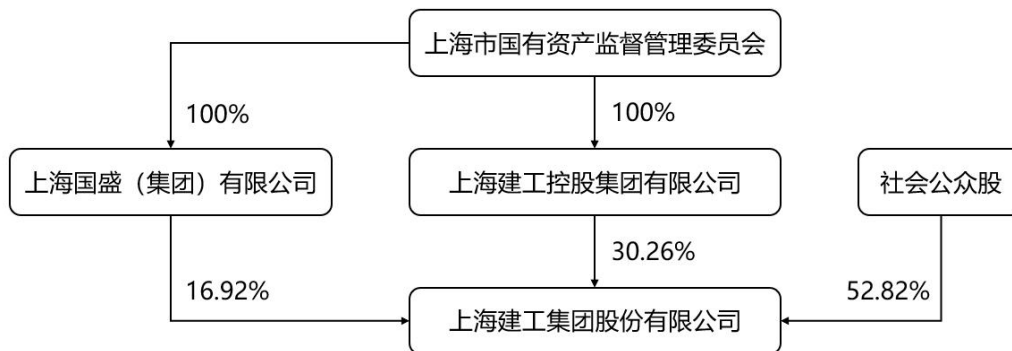 上海市国有资产监督管理委员会
100%
100%
上海国盛（集团）有限公司
上海建工控股集团有限公司
社会公众股
30.26%
16.92%
52.82%
上海建工集团股份有限公司